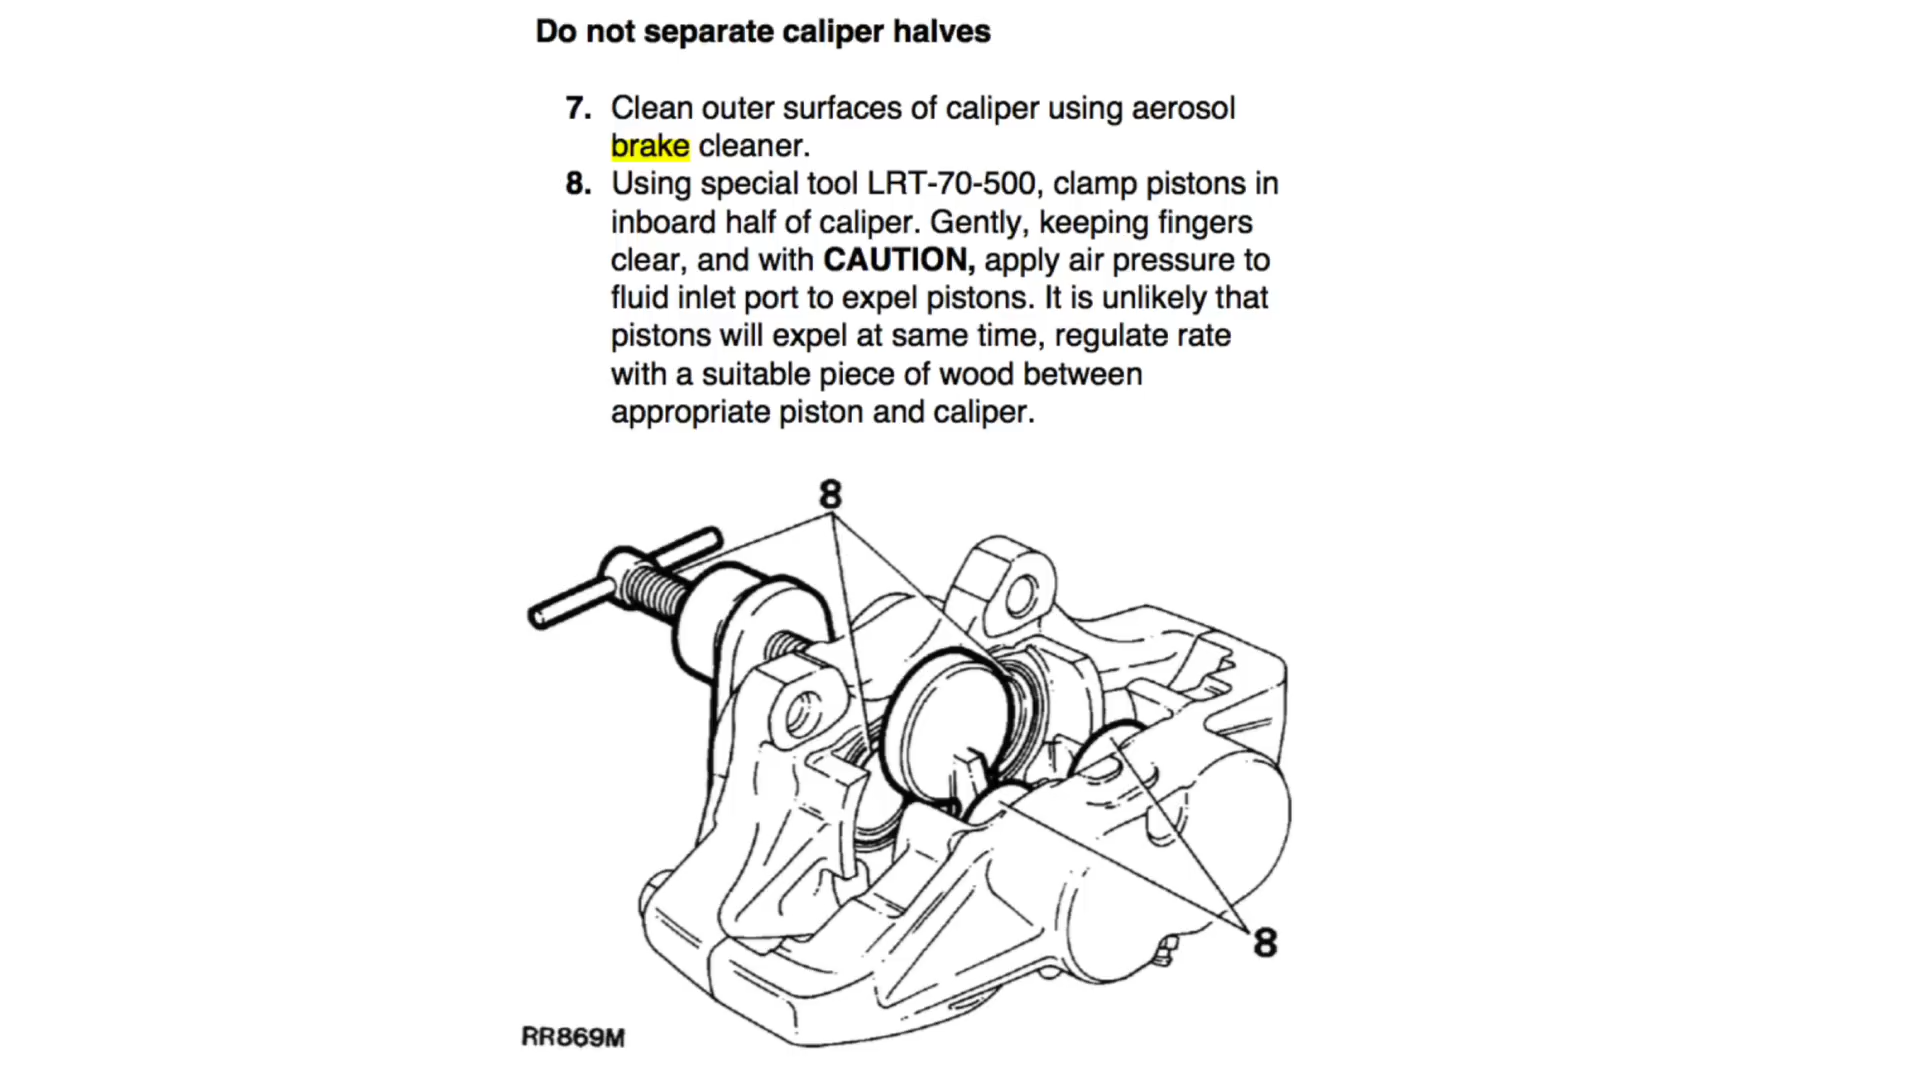 Do not separate caliper halves
7. Clean outer surfaces of caliper using aerosol
brake cleaner.
8. Using special tool LRT-70-500, clamp pistons in
inboard half of caliper. Gently, keeping fingers
clear, and with CAUTION, apply air pressure to
fluid inlet port to expel pistons. It is unlikely that
pistons will expel at same time, regulate rate
with a suitable piece of wood between
appropriate piston and caliper.
8
8
RR869M